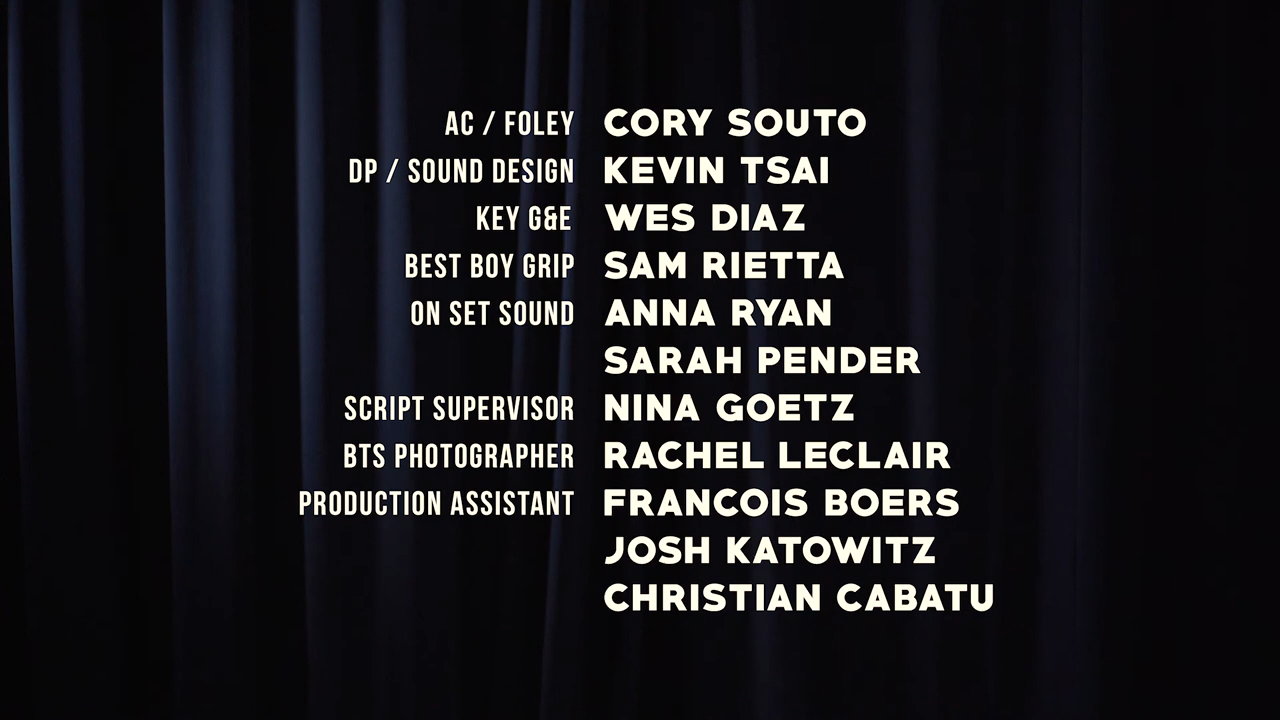 AC / FOLEY CORY SOUTO
DP / SOUND DESIGN KEVIN TSAI
KEY G&E WES DIAZ
BEST BOY GRIP SAM RIETTA
ON SET SOUND ANNA RYAN
SARAH PENDER
SCRIPT SUPERVISOR NINA GOETZ
BTS PHOTOGRAPHER RACHEL LECLAIR
PRODUCTION ASSISTANT FRANCOIS BOERS
JOSH KATOWITZ
CHRISTIAN CABATU